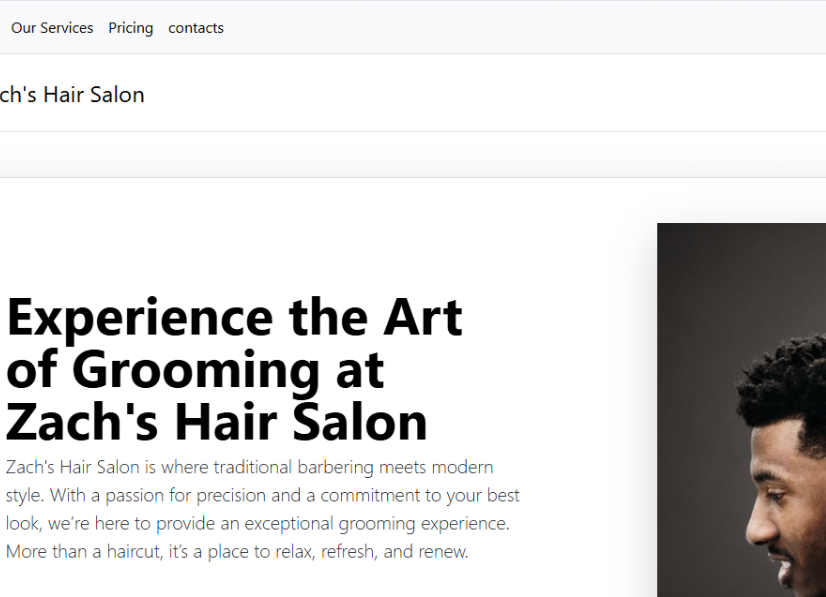 Our Services Pricing contacts
ch's Hair Salon
Experience the Art
of Grooming at
Zach's Hair Salon
Zach's Hair Salon is where traditional barbering meets modern
style. With a passion for precision and a commitment to your best
look, we’re here to provide an exceptional grooming experience.
More than a haircut, it’s a place to relax, refresh, and renew.